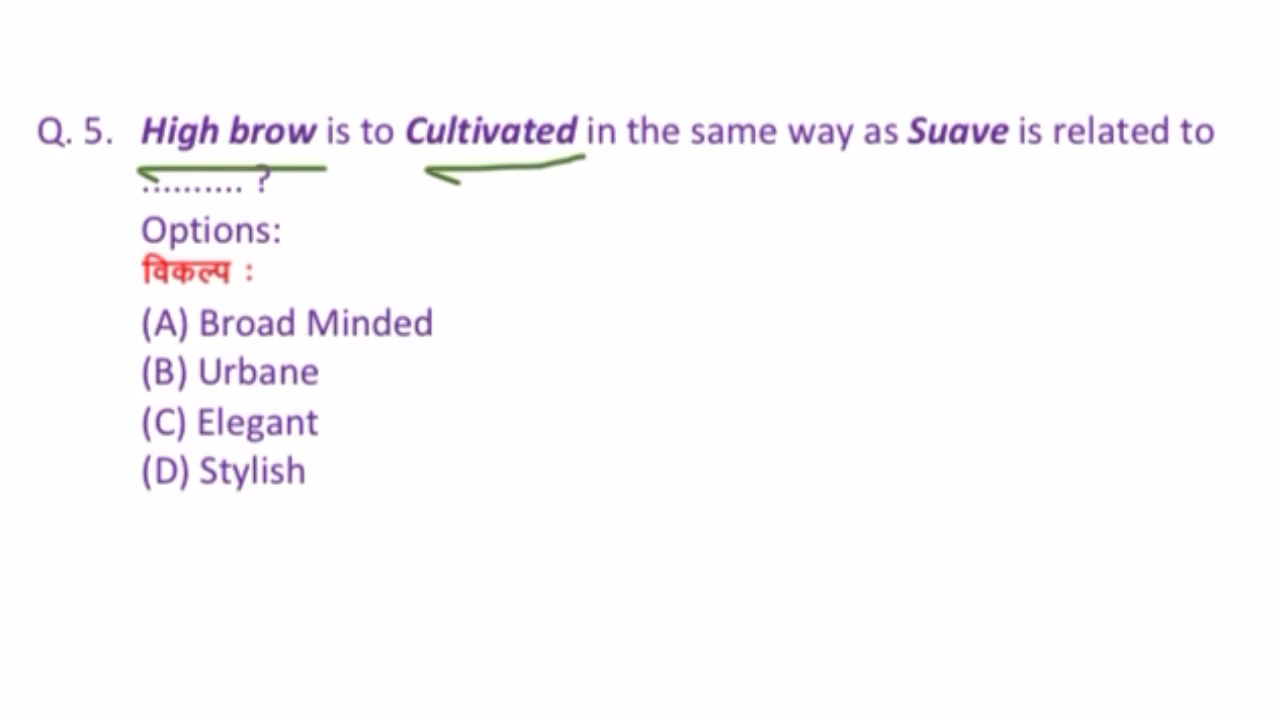 Q. 5. High brow is to Cultivated in the same way as Suave is related to
.......... ?
Options:
विकल्प :
(A) Broad Minded
(B) Urbane
(C) Elegant
(D) Stylish